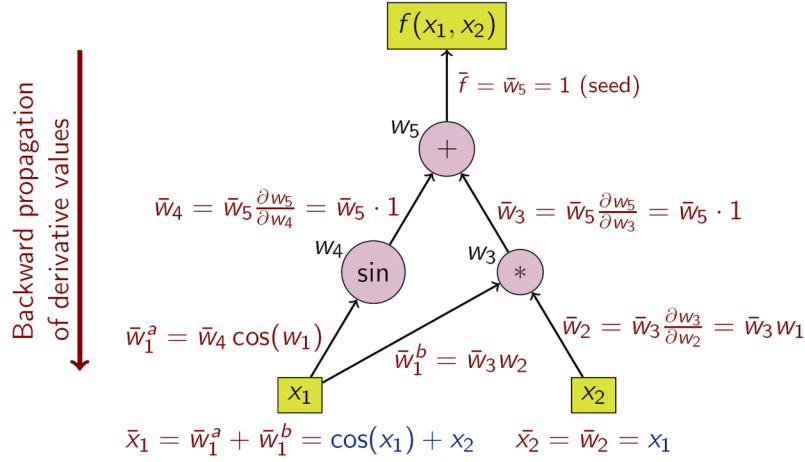 f(x₁, x₂)
f̄ = w̄₅ = 1 (seed)
w₅
+
w̄₄ = w̄₅ ∂w₅/∂w₄ = w̄₅ · 1
w̄₃ = w̄₅ ∂w₅/∂w₃ = w̄₅ · 1
w₄
sin
w₃
*
w̄₁ᵃ = w̄₄ cos(w₁)
w̄₁ᵇ = w̄₃w₂
w̄₂ = w̄₃ ∂w₃/∂w₂ = w̄₃w₁
x₁
x₂
x̄₁ = w̄₁ᵃ + w̄₁ᵇ = cos(x₁) + x₂
x̄₂ = w̄₂ = x₁
Backward propagation
of derivative values